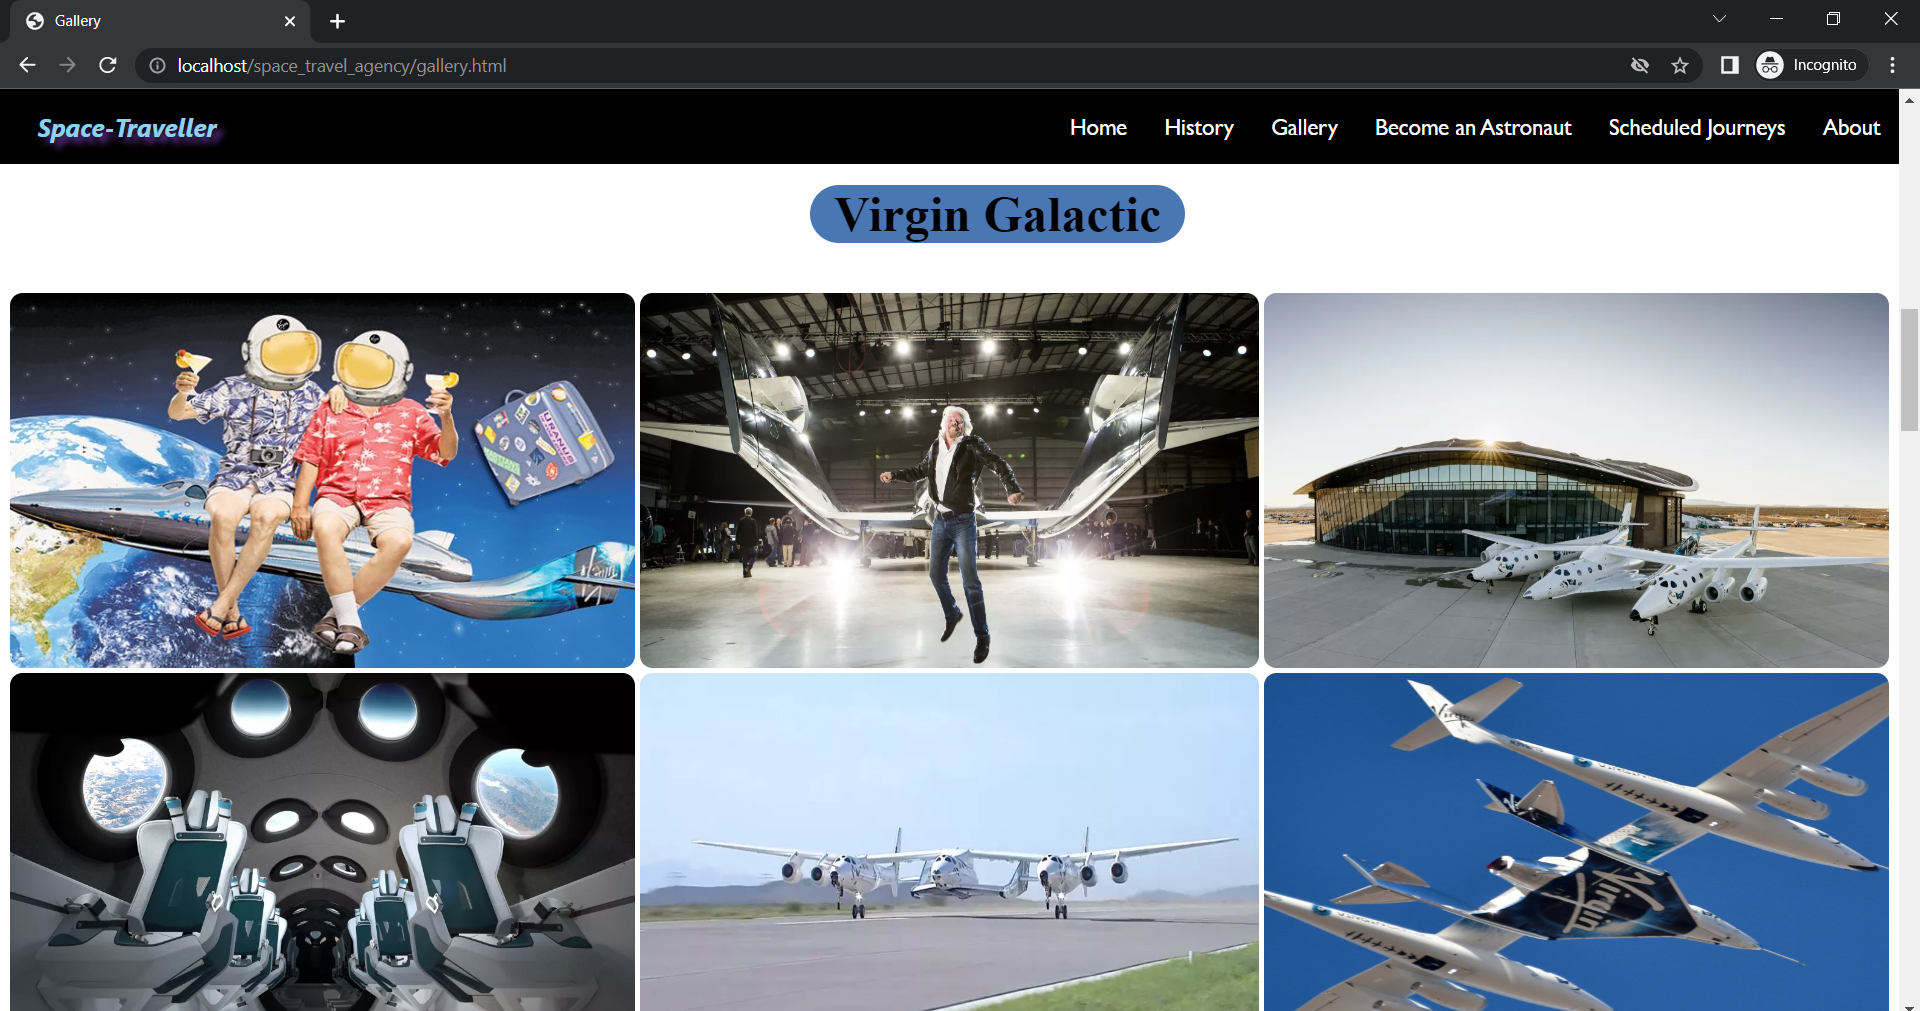 Gallery
localhost/space_travel_agency/gallery.html
Incognito
Space-Traveller
Home History Gallery Become an Astronaut Scheduled Journeys About
Virgin Galactic
URANUS
Virgin